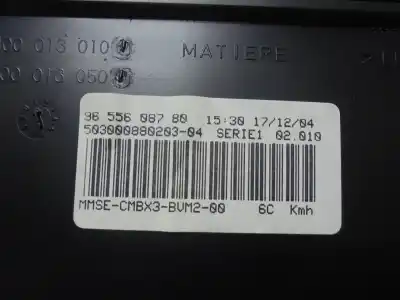 00 013 010
MATIERE
00 013 050
96 556 087 80 15:30 17/12/04
503000880203-04 SERIE1 02.010
MMSE-CMBX3-BVM2-00 6C Kmh